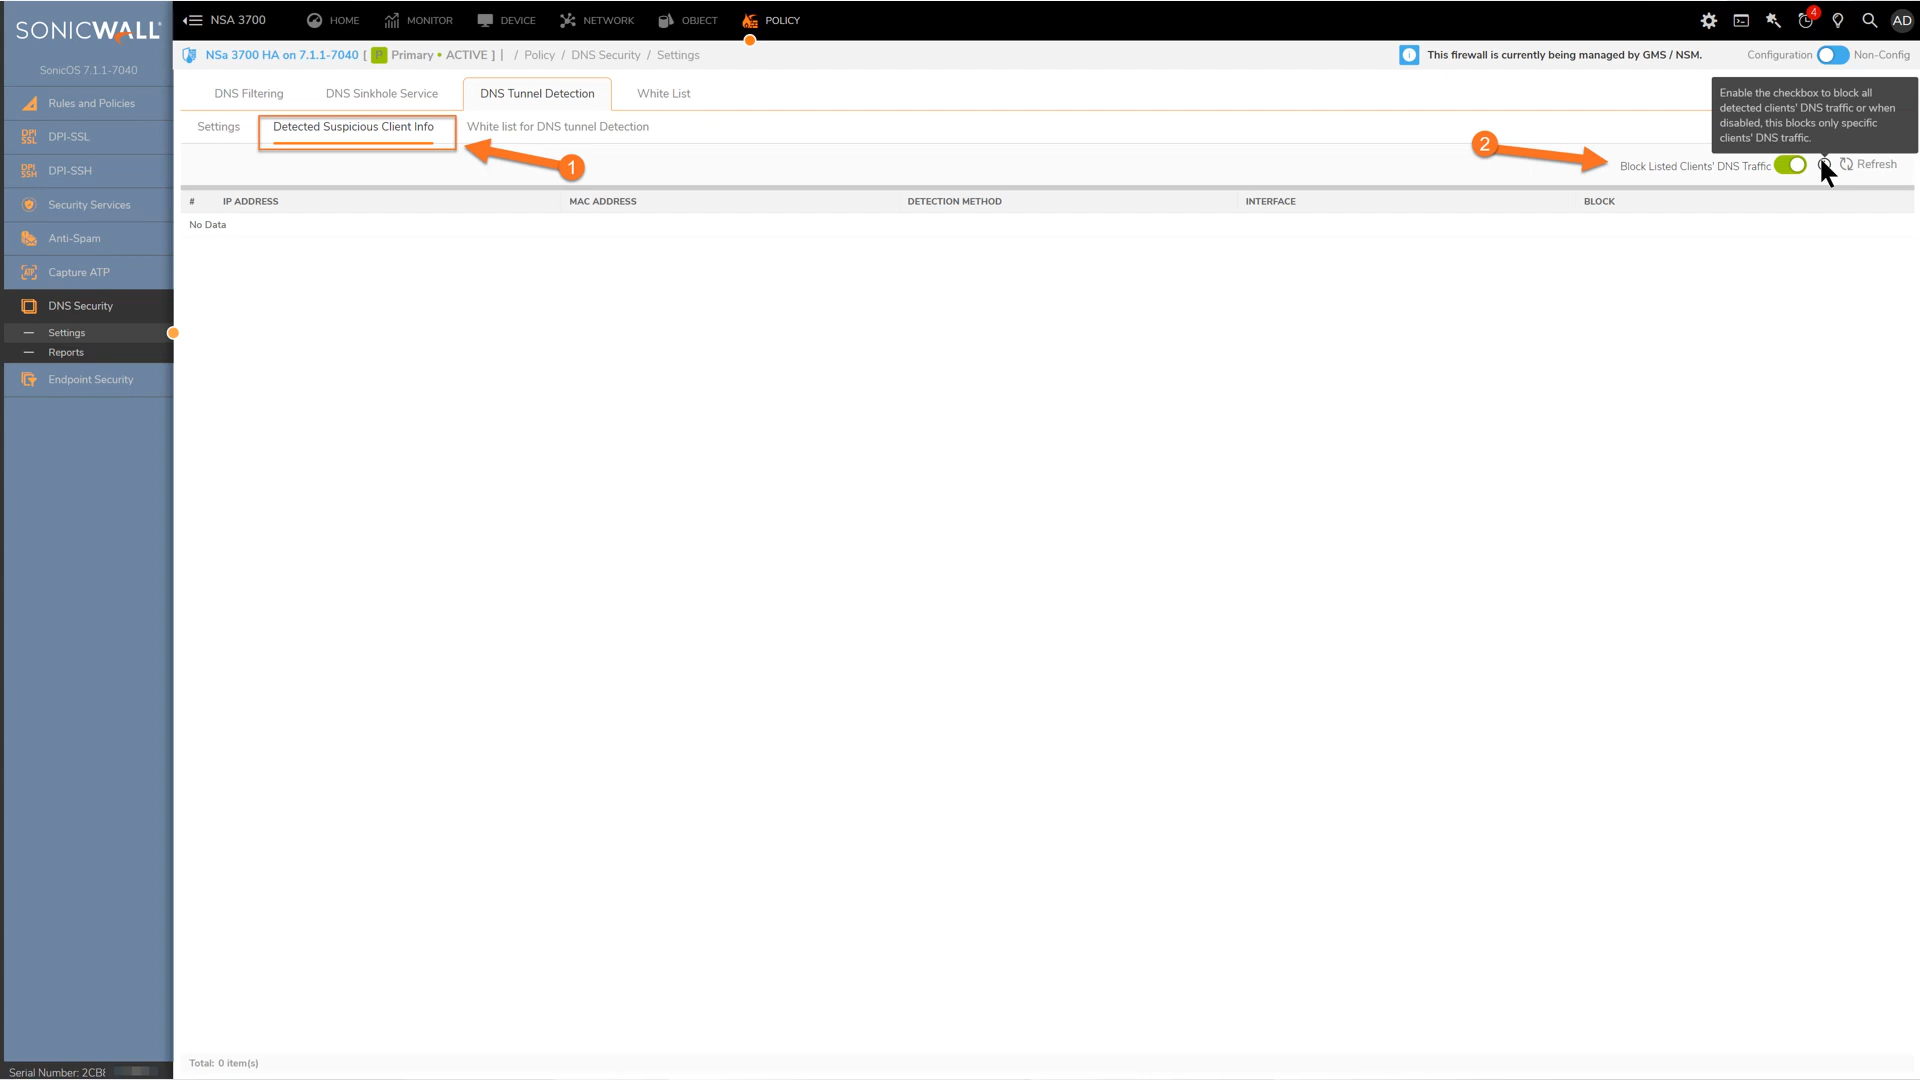 SONICWALL
SonicOS 7.1.1-7040
Rules and Policies
DPI-SSL
DPI-SSH
Security Services
Anti-Spam
Capture ATP
DNS Security
Settings
Reports
Endpoint Security
Serial Number: 2CB8
NSA 3700 HOME MONITOR DEVICE NETWORK OBJECT POLICY 4 AD
NSa 3700 HA on 7.1.1-7040 [ P Primary • ACTIVE ] | / Policy / DNS Security / Settings
This firewall is currently being managed by GMS / NSM. Configuration Non-Config
DNS Filtering DNS Sinkhole Service DNS Tunnel Detection White List
Enable the checkbox to block all
detected clients' DNS traffic or when
disabled, this blocks only specific
clients' DNS traffic.
Settings Detected Suspicious Client Info White list for DNS tunnel Detection
1
2
Block Listed Clients' DNS Traffic Refresh
# IP ADDRESS MAC ADDRESS DETECTION METHOD INTERFACE BLOCK
No Data
Total: 0 item(s)